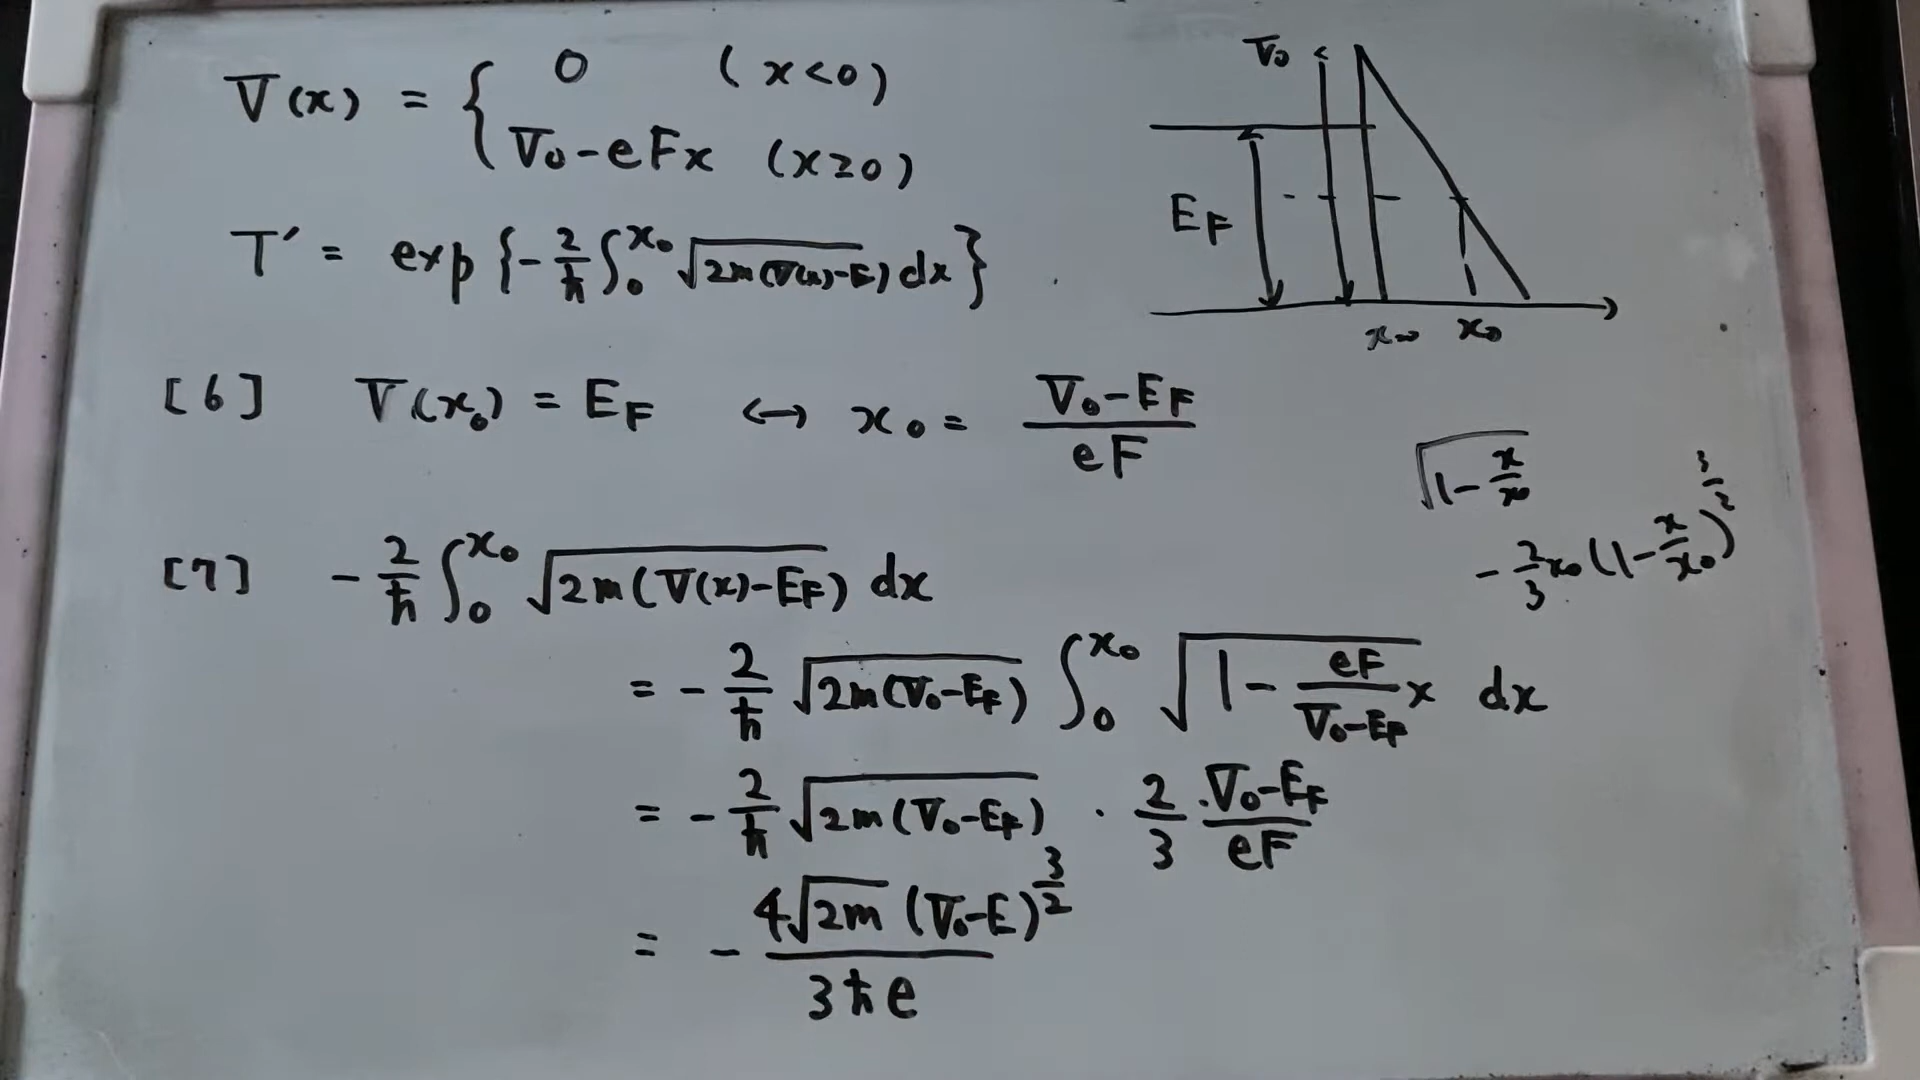 V(x) = { 0 (x<0)
V₀-eFx (x≥0)
T′ = exp{-2/ħ ∫₀^x₀ √2m(V(x)-E) dx}
V₀
E_F
x₀
[6] V(x₀) = E_F ↔ x₀ = (V₀-E_F)/eF
√1-x/x₀
-2/3 x₀(1-x/x₀)^3/2
[7] -2/ħ ∫₀^x₀ √2m(V(x)-E_F) dx
= -2/ħ √2m(V₀-E_F) ∫₀^x₀ √1-eF/(V₀-E_F) x dx
= -2/ħ √2m(V₀-E_F) · 2/3 · (V₀-E_F)/eF
= - 4√2m (V₀-E)^3/2 / 3ħe